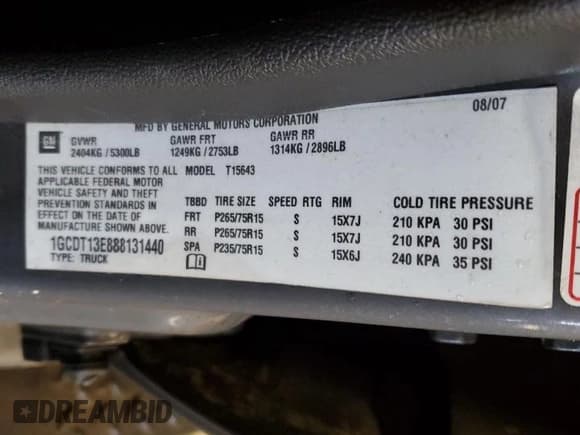 MFD BY GENERAL MOTORS CORPORATION 08/07
GM GVWR GAWR FRT GAWR RR
2404KG / 5300LB 1249KG / 2753LB 1314KG / 2896LB
THIS VEHICLE CONFORMS TO ALL MODEL T15643
APPLICABLE FEDERAL MOTOR
VEHICLE SAFETY AND THEFT
PREVENTION STANDARDS IN
EFFECT ON THE DATE OF
MANUFACTURE SHOWN ABOVE.
1GCDT13E888131440
TYPE: TRUCK
TBBD TIRE SIZE SPEED RTG RIM COLD TIRE PRESSURE
FRT P265/75R15 S 15X7J 210 KPA 30 PSI
RR P265/75R15 S 15X7J 210 KPA 30 PSI
SPA P235/75R15 S 15X6J 240 KPA 35 PSI
DREAMBID